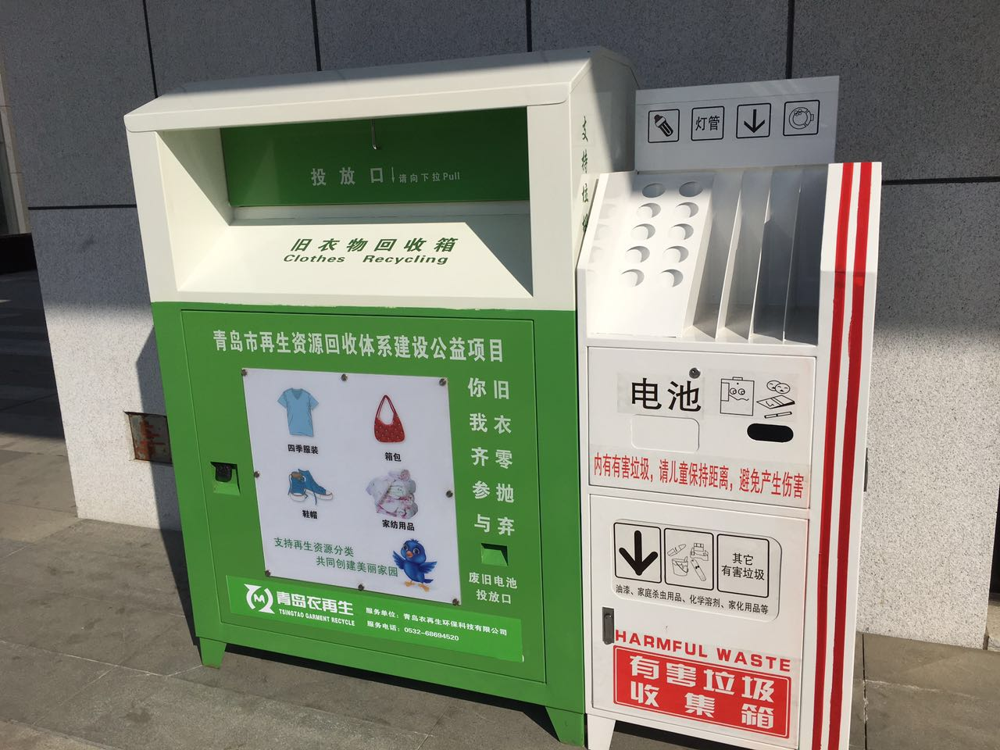 投放口↓请向下拉Pull
旧衣物回收箱
Clothes Recycling
青岛市再生资源回收体系建设公益项目
四季服装
箱包
鞋帽
家纺用品
支持再生资源分类
共同创建美丽家园
旧衣零抛弃
你我齐参与
废旧电池
投放口
M
青岛衣再生
TSINGTAO GARMENT RECYCLE
服务单位：青岛衣再生环保科技有限公司
服务电话：0532-68694520
支持垃圾
灯管
电池
内有有害垃圾，请儿童保持距离，避免产生伤害
其它
有害垃圾
油漆、家庭杀虫用品、化学溶剂、家化用品等
HARMFUL WASTE
有害垃圾
收集箱